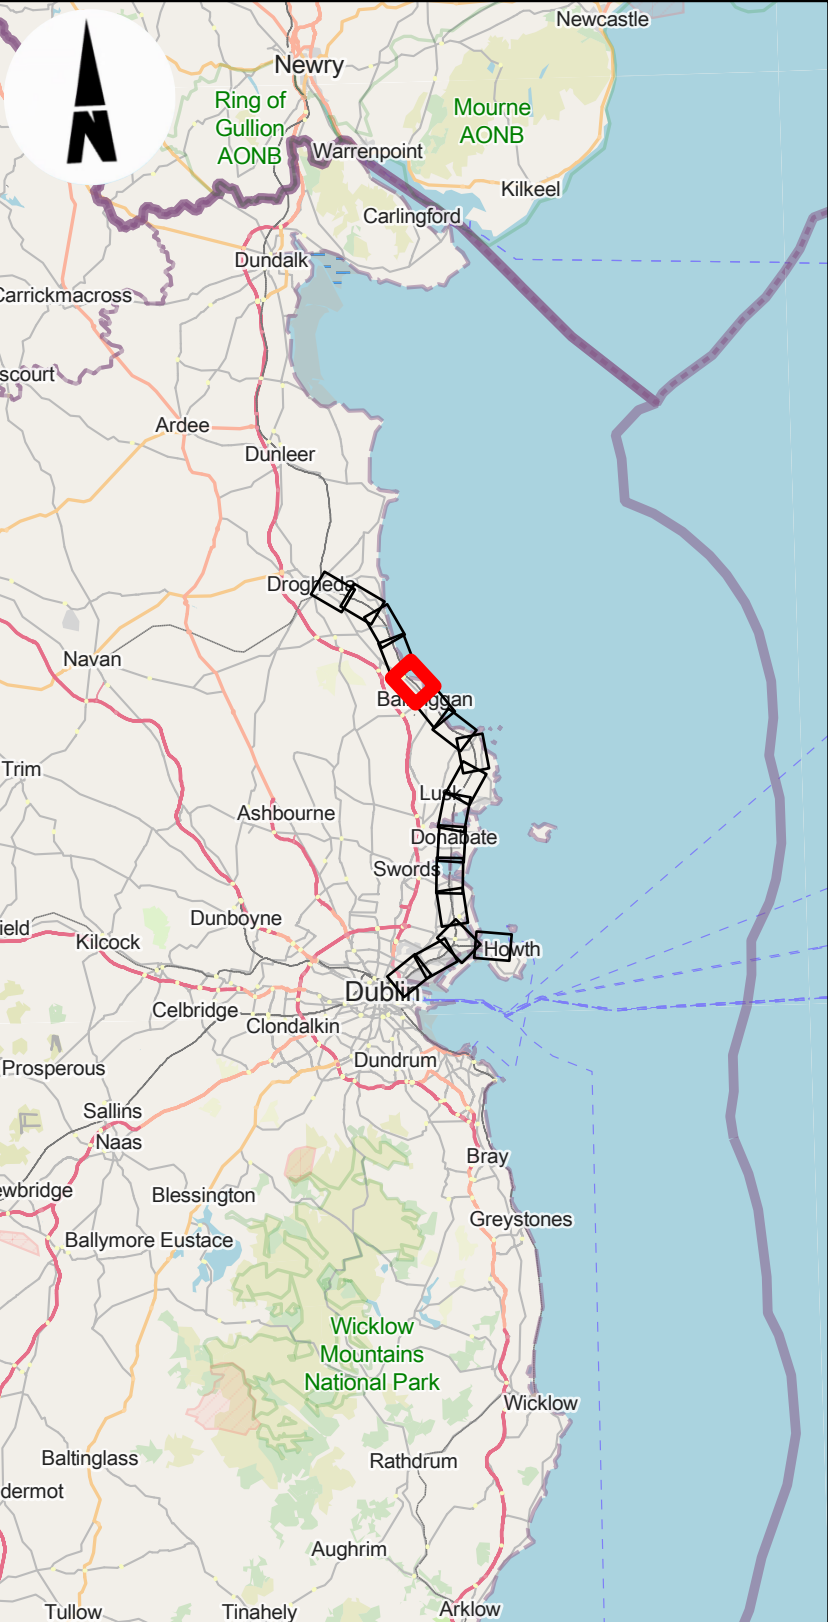 Newcastle
Newry
Ring of
Gullion
AONB
Mourne
AONB
Warrenpoint
Kilkeel
Carlingford
Dundalk
Carrickmacross
scourt
Ardee
Dunleer
Drogheda
Navan
Balbriggan
Trim
Lusk
Ashbourne
Donabate
Swords
Dunboyne
ield
Kilcock
Howth
Dublin
Celbridge
Clondalkin
Dundrum
Prosperous
Sallins
Naas
Bray
ewbridge
Blessington
Greystones
Ballymore Eustace
Wicklow
Mountains
National Park
Wicklow
Baltinglass
Rathdrum
dermot
Aughrim
Tullow
Tinahely
Arklow
N